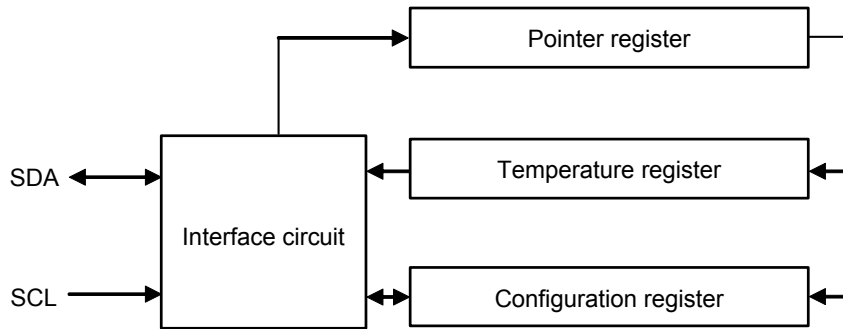 Pointer register
SDA
Temperature register
Interface circuit
SCL
Configuration register